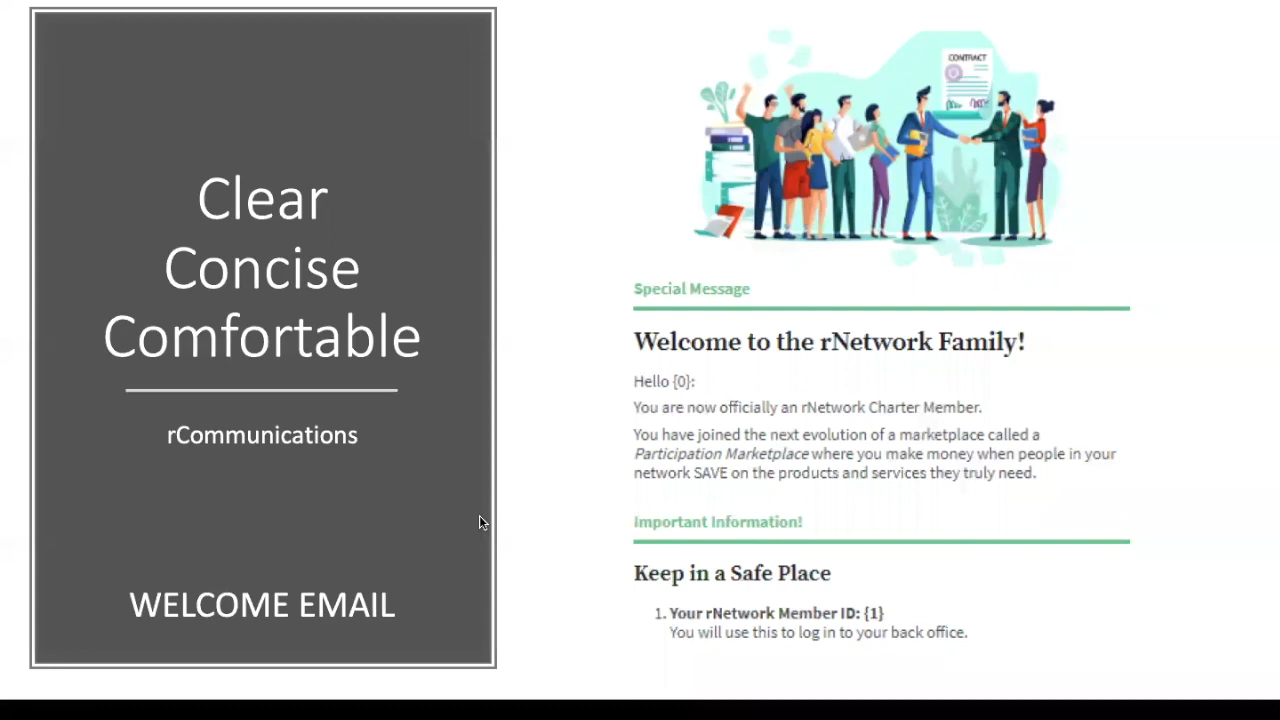 Clear
Concise
Comfortable
rCommunications
WELCOME EMAIL
CONTRACT
Special Message
Welcome to the rNetwork Family!
Hello {0}:
You are now officially an rNetwork Charter Member.
You have joined the next evolution of a marketplace called a
Participation Marketplace where you make money when people in your
network SAVE on the products and services they truly need.
Important Information!
Keep in a Safe Place
1. Your rNetwork Member ID: {1}
You will use this to log in to your back office.